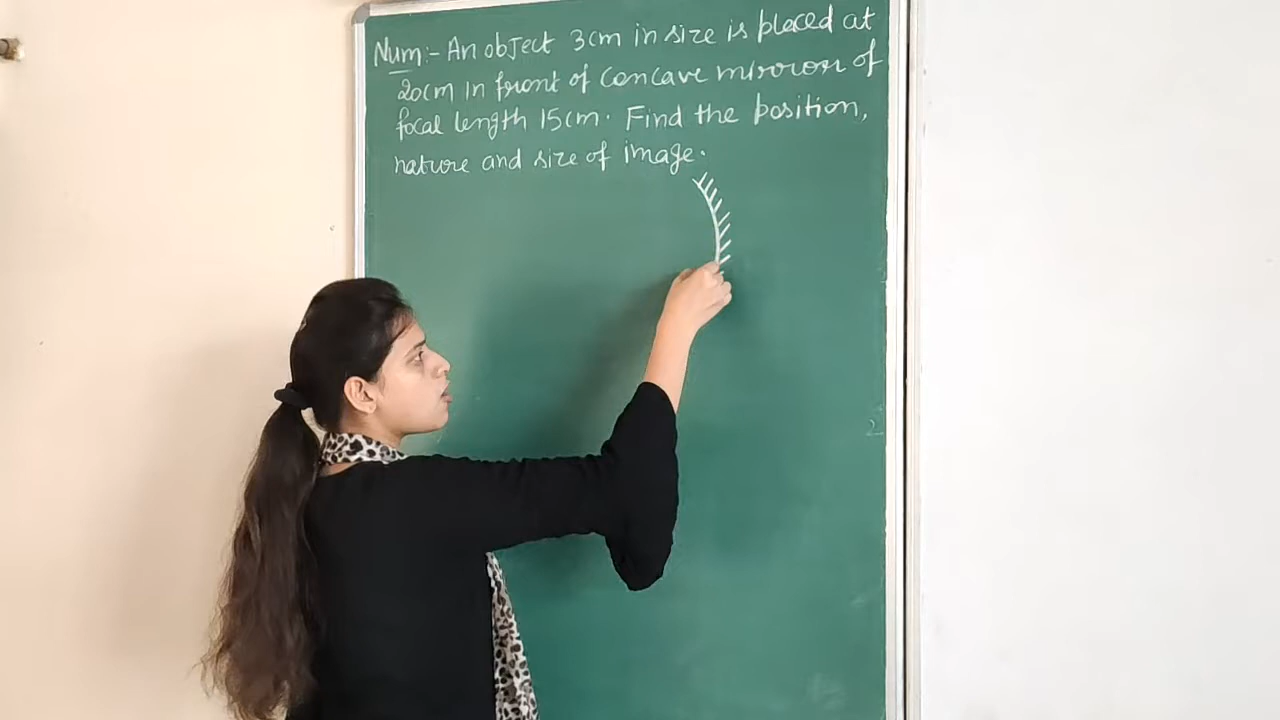 Num:- An object 3cm in size is placed at
20cm in front of concave mirror of
focal length 15cm. Find the position,
nature and size of image.
2